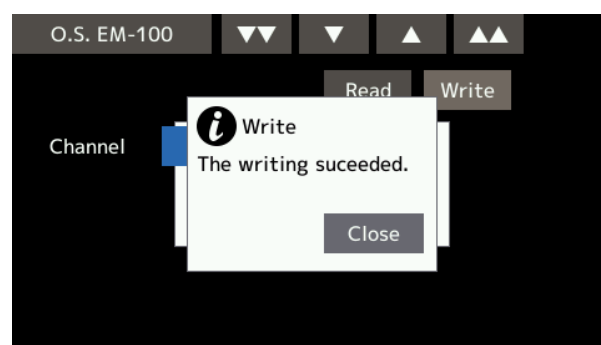 O.S. EM-100 ▼▼ ▼ ▲ ▲▲
Read Write
Write
Channel
The writing suceeded.
Close